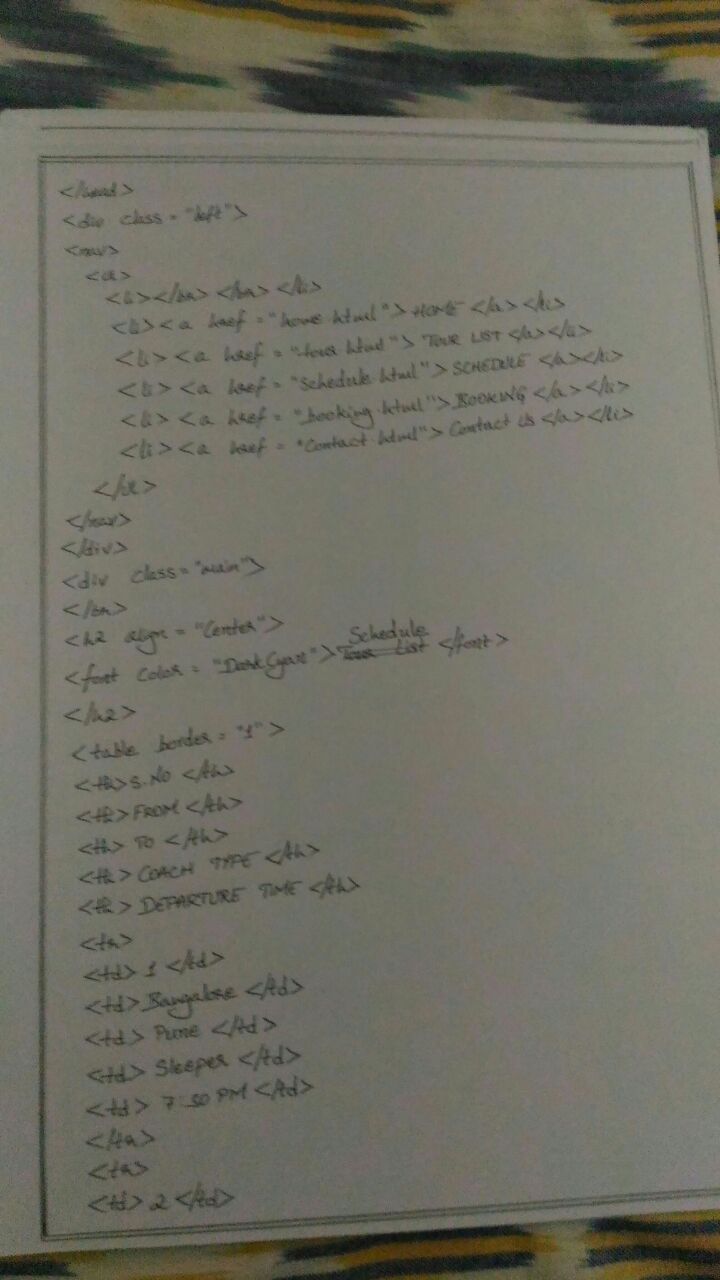 </head>
<div class = "left">
<nav>
<ul>
<li></br> </br> </li>
<li><a href = "home.html"> HOME </a> </li>
<li> <a href = "tour.html"> TOUR LIST </a></li>
<li> <a href = "Schedule.html"> SCHEDULE </a></li>
<li> <a href = "booking.html"> BOOKING </a> </li>
<li> <a href = "Contact.html"> Contact Us </a></li>
</ul>
</nav>
</div>
<div class = "main">
</br>
<h2 align = "Center">
<font color = "DarkCyan"> Tour List Schedule </font>
</h2>
<table border = "1" >
<th> S.No </th>
<th> FROM </th>
<th> TO </th>
<th> COACH TYPE </th>
<th> DEPARTURE TIME </th>
<tr>
<td> 1 </td>
<td> Bangalore </td>
<td> Pune </td>
<td> Sleeper </td>
<td> 7:30 PM </td>
</tr>
<tr>
<td> 2 </td>